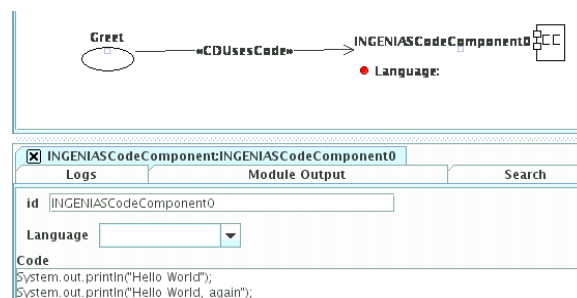 Greet
«CDUsesCode»
INGENIASCodeComponent0
CC
Language:
INGENIASCodeComponent:INGENIASCodeComponent0
Logs Module Output Search
id INGENIASCodeComponent0
Language
Code
System.out.println("Hello World");
System.out.println("Hello World, again");